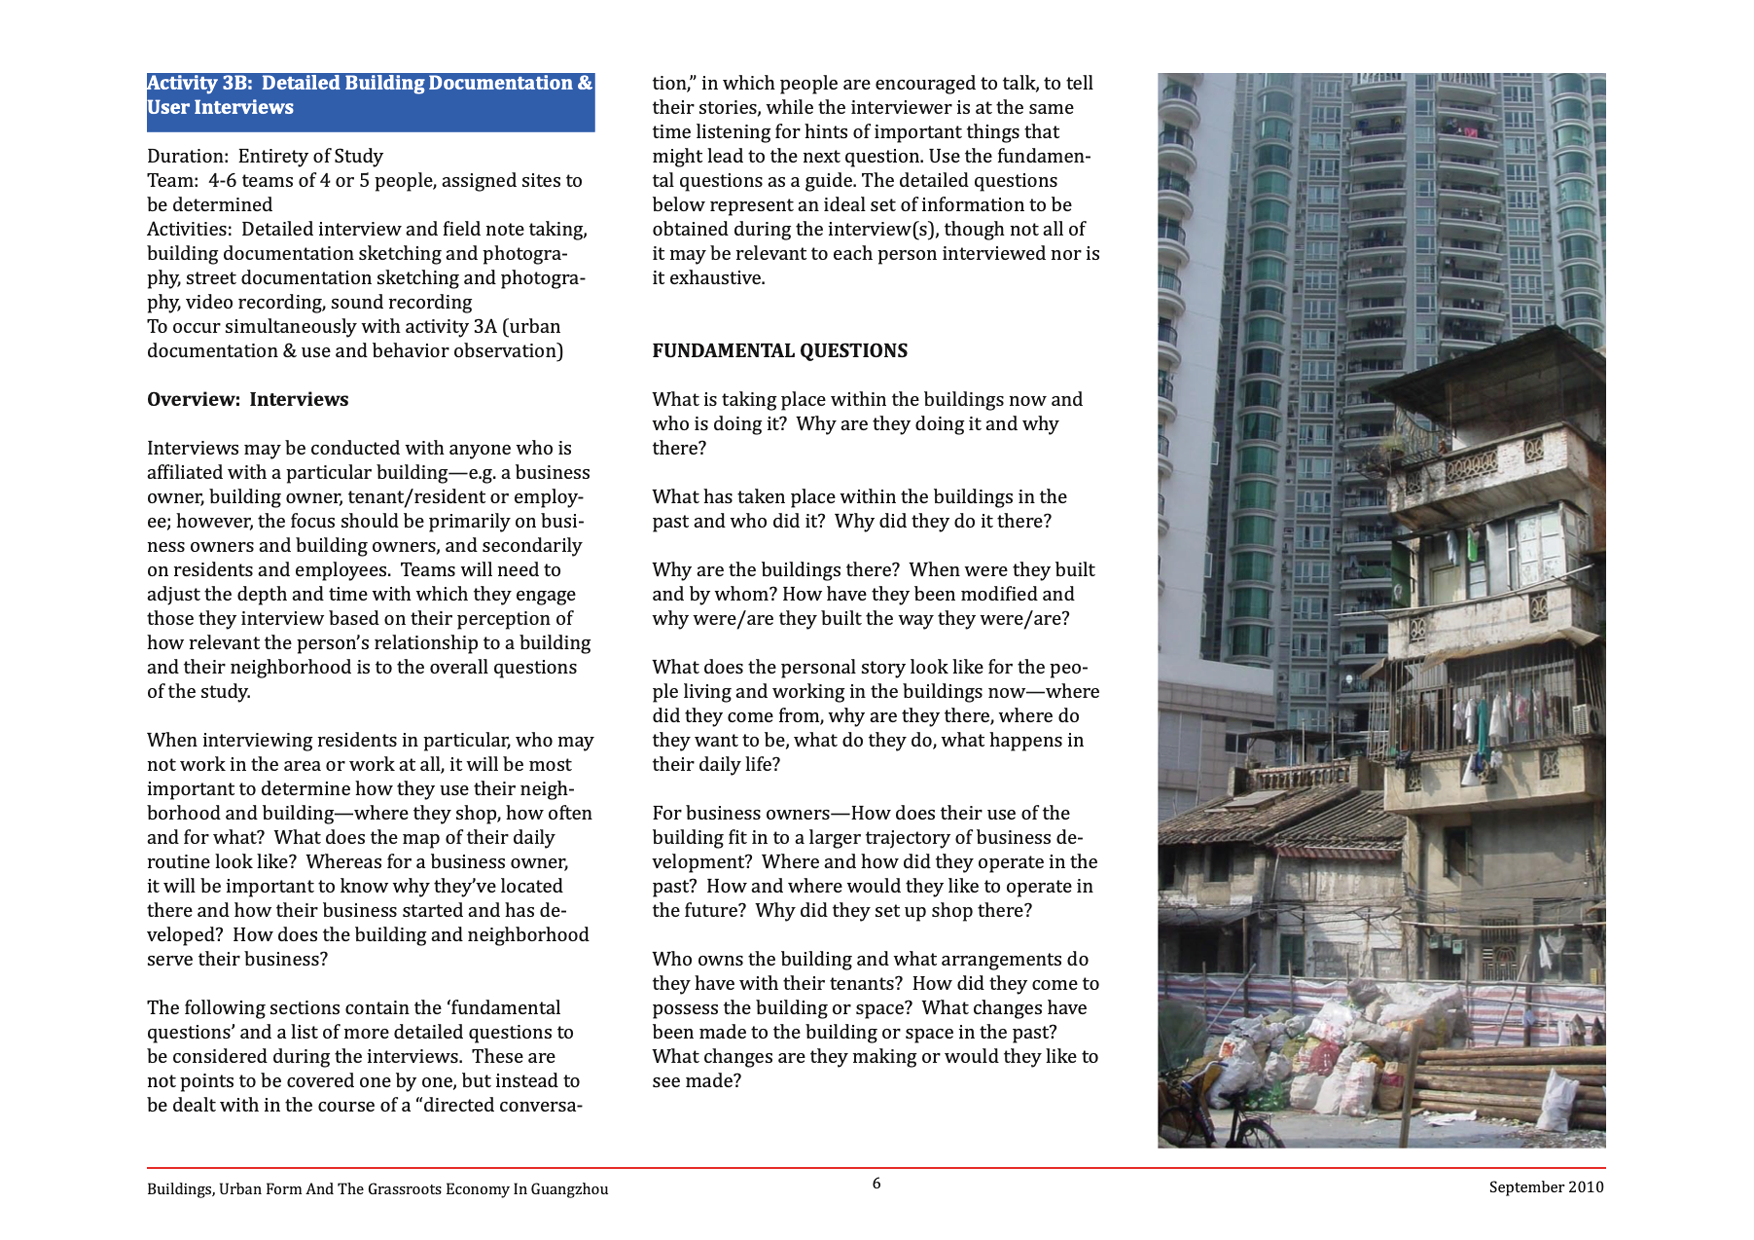 Activity 3B:  Detailed Building Documentation &
User Interviews
Duration:  Entirety of Study
Team:  4-6 teams of 4 or 5 people, assigned sites to
be determined
Activities:  Detailed interview and field note taking,
building documentation sketching and photogra-
phy, street documentation sketching and photogra-
phy, video recording, sound recording
To occur simultaneously with activity 3A (urban
documentation & use and behavior observation)
Overview:  Interviews
Interviews may be conducted with anyone who is
affiliated with a particular building—e.g. a business
owner, building owner, tenant/resident or employ-
ee; however, the focus should be primarily on busi-
ness owners and building owners, and secondarily
on residents and employees.  Teams will need to
adjust the depth and time with which they engage
those they interview based on their perception of
how relevant the person’s relationship to a building
and their neighborhood is to the overall questions
of the study.
When interviewing residents in particular, who may
not work in the area or work at all, it will be most
important to determine how they use their neigh-
borhood and building—where they shop, how often
and for what?  What does the map of their daily
routine look like?  Whereas for a business owner,
it will be important to know why they’ve located
there and how their business started and has de-
veloped?  How does the building and neighborhood
serve their business?
The following sections contain the ‘fundamental
questions’ and a list of more detailed questions to
be considered during the interviews.  These are
not points to be covered one by one, but instead to
be dealt with in the course of a “directed conversa-
tion,” in which people are encouraged to talk, to tell
their stories, while the interviewer is at the same
time listening for hints of important things that
might lead to the next question. Use the fundamen-
tal questions as a guide. The detailed questions
below represent an ideal set of information to be
obtained during the interview(s), though not all of
it may be relevant to each person interviewed nor is
it exhaustive.
FUNDAMENTAL QUESTIONS
What is taking place within the buildings now and
who is doing it?  Why are they doing it and why
there?
What has taken place within the buildings in the
past and who did it?  Why did they do it there?
Why are the buildings there?  When were they built
and by whom? How have they been modified and
why were/are they built the way they were/are?
What does the personal story look like for the peo-
ple living and working in the buildings now—where
did they come from, why are they there, where do
they want to be, what do they do, what happens in
their daily life?
For business owners—How does their use of the
building fit in to a larger trajectory of business de-
velopment?  Where and how did they operate in the
past?  How and where would they like to operate in
the future?  Why did they set up shop there?
Who owns the building and what arrangements do
they have with their tenants?  How did they come to
possess the building or space?  What changes have
been made to the building or space in the past?
What changes are they making or would they like to
see made?
Buildings, Urban Form And The Grassroots Economy In Guangzhou
6
September 2010